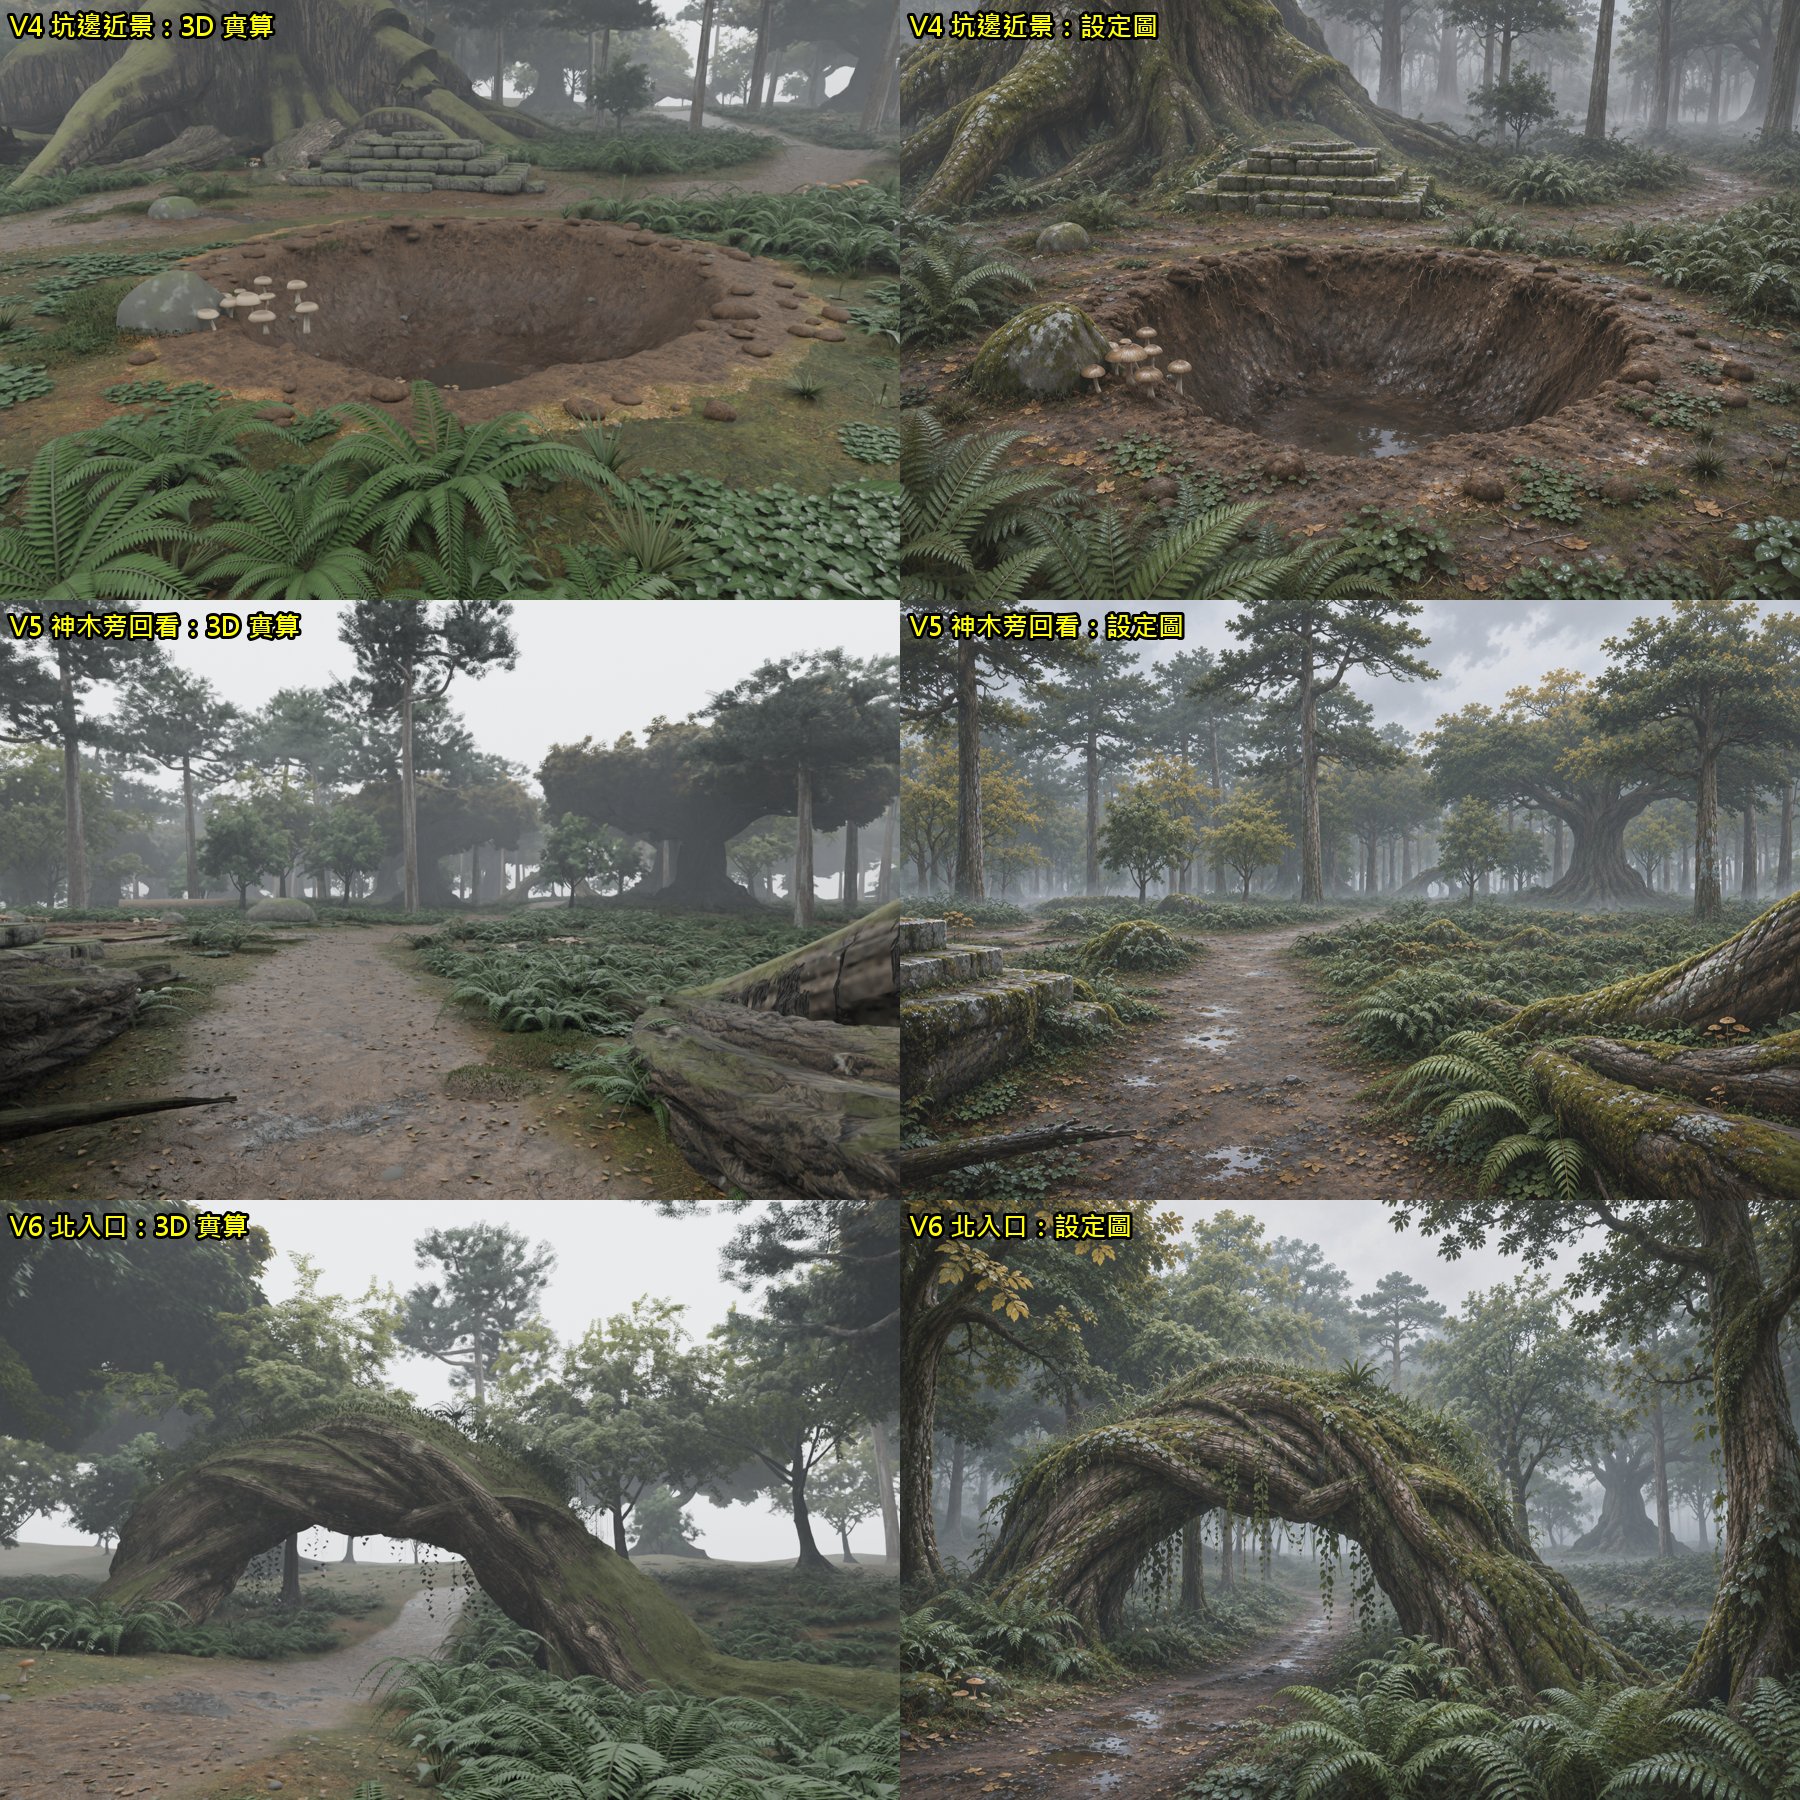 V4 坑邊近景：3D 實算
V4 坑邊近景：設定圖
V5 神木旁回看：3D 實算
V5 神木旁回看：設定圖
V6 北入口：3D 實算
V6 北入口：設定圖